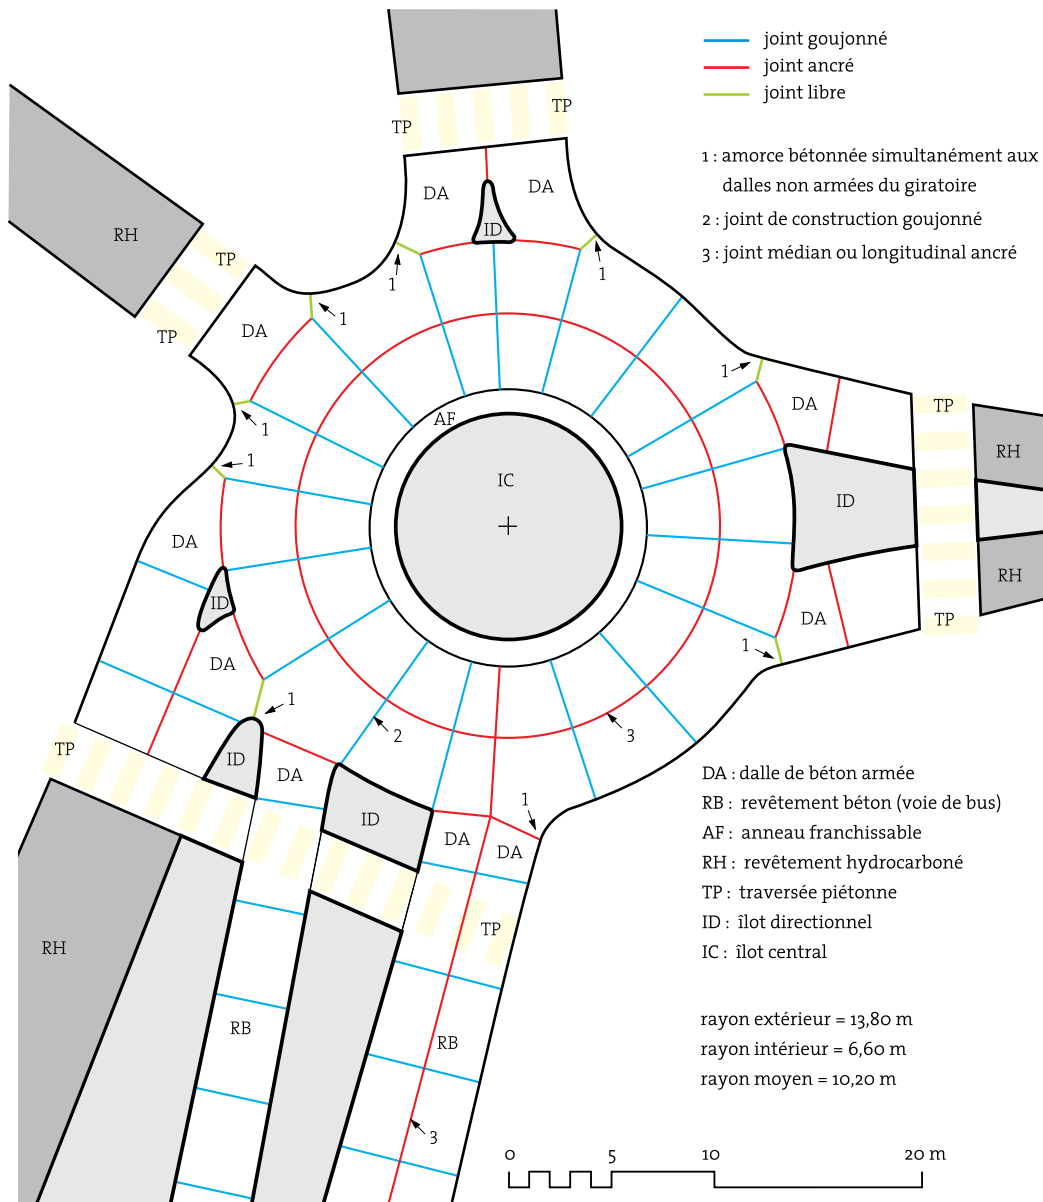 joint goujonné
joint ancré
joint libre
1 : amorce bétonnée simultanément aux
dalles non armées du giratoire
2 : joint de construction goujonné
3 : joint médian ou longitudinal ancré
TP
TP
DA
DA
ID
1
1
RH
TP
TP
DA
1
1
1
AF
IC
1
DA
ID
DA
1
TP
RH
RH
TP
DA
ID
DA
1
TP
ID
DA
2
3
ID
1
DA
DA
TP
RH
RB
RB
3
DA : dalle de béton armée
RB : revêtement béton (voie de bus)
AF : anneau franchissable
RH : revêtement hydrocarboné
TP : traversée piétonne
ID : îlot directionnel
IC : îlot central
rayon extérieur = 13,80 m
rayon intérieur = 6,60 m
rayon moyen = 10,20 m
0 5 10 20 m